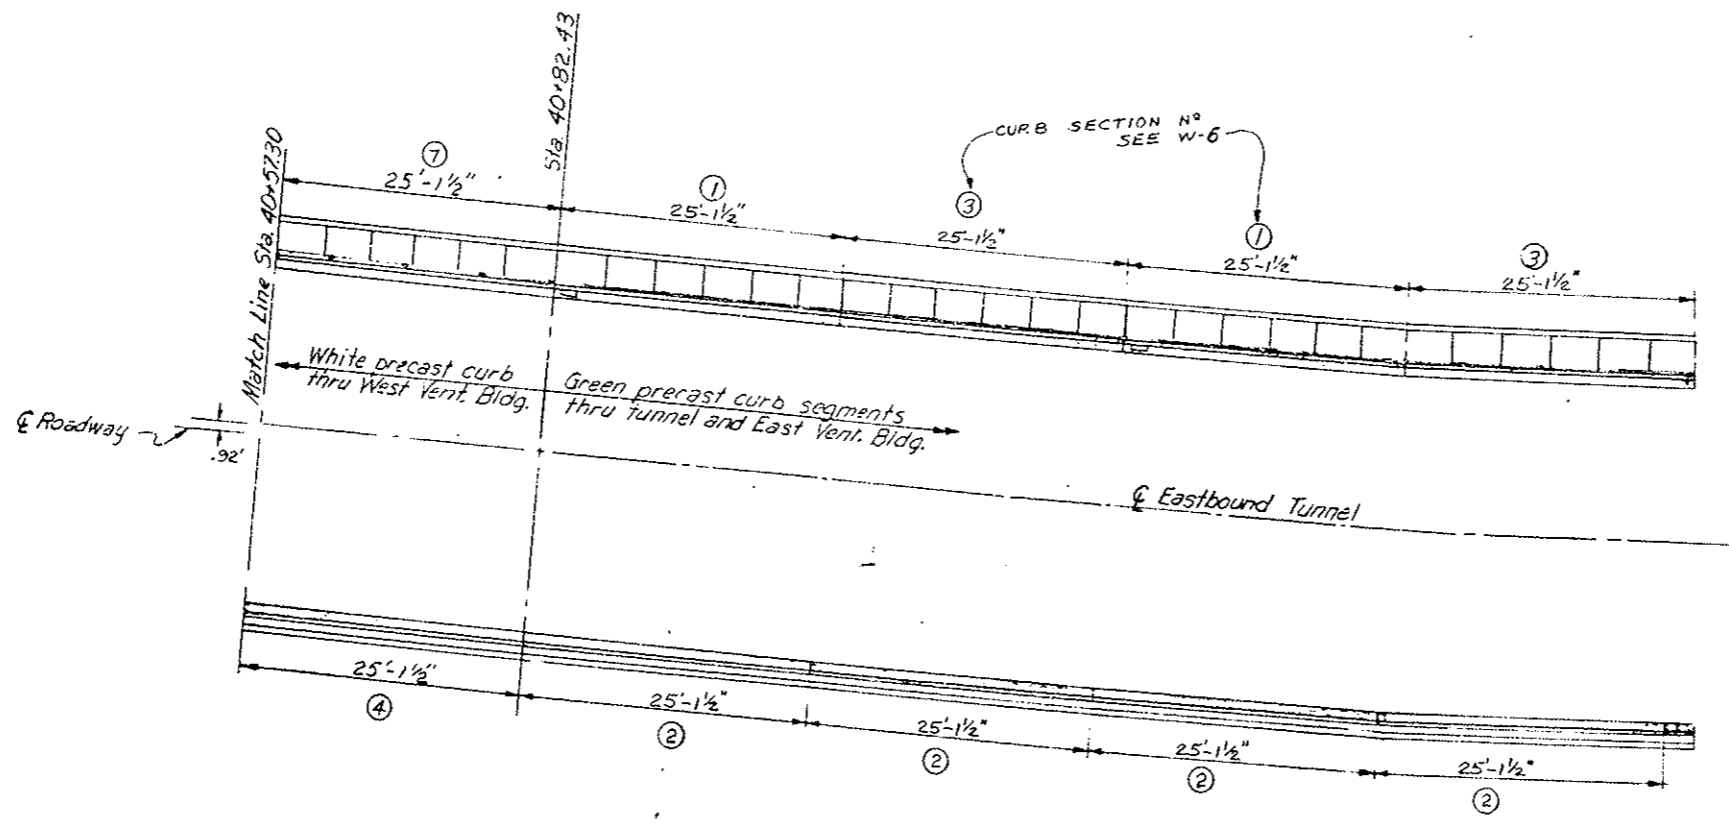 Match Line Sta. 40+57.30
Sta. 40+82.43
CURB SECTION Nº
SEE W-6
⑦
25'-1½"
①
25'-1½"
③
25'-1½"
①
25'-1½"
③
25'-1½"
White precast curb
thru West Vent. Bldg.
Green precast curb segments
thru tunnel and East Vent. Bldg.
℄ Roadway
.92'
℄ Eastbound Tunnel
25'-1½"
④
25'-1½"
②
25'-1½"
②
25'-1½"
②
25'-1½"
②